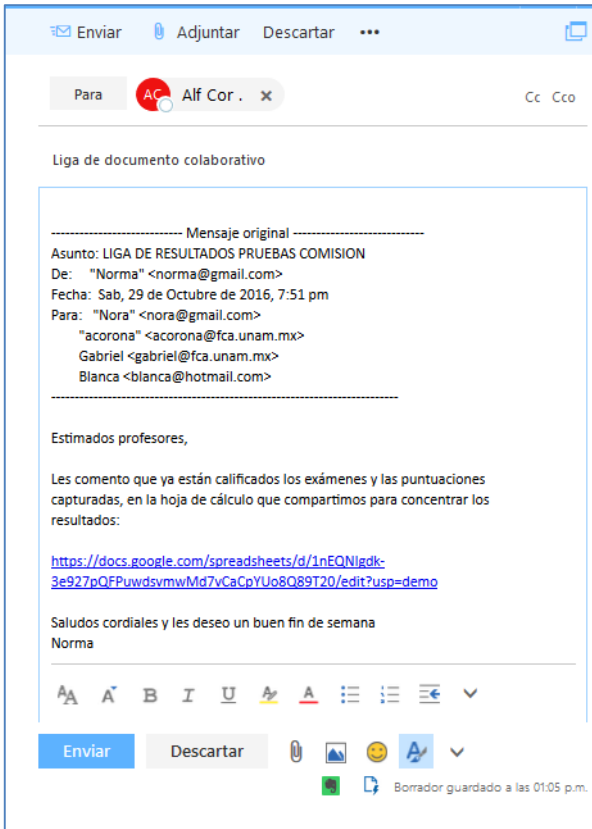 Enviar Adjuntar Descartar •••
Para AC Alf Cor . × Cc Cco
Liga de documento colaborativo
---------------------------- Mensaje original ----------------------------
Asunto: LIGA DE RESULTADOS PRUEBAS COMISION
De: "Norma" <norma@gmail.com>
Fecha: Sab, 29 de Octubre de 2016, 7:51 pm
Para: "Nora" <nora@gmail.com>
"acorona" <acorona@fca.unam.mx>
Gabriel <gabriel@fca.unam.mx>
Blanca <blanca@hotmail.com>
--------------------------------------------------------------------------
Estimados profesores,
Les comento que ya están calificados los exámenes y las puntuaciones
capturadas, en la hoja de cálculo que compartimos para concentrar los
resultados:
https://docs.google.com/spreadsheets/d/1nEQNIgdk-
3e927pQFPuwdsvmwMd7vCaCpYUo8Q89T20/edit?usp=demo
Saludos cordiales y les deseo un buen fin de semana
Norma
AA A B I U A A
Enviar Descartar
Borrador guardado a las 01:05 p.m.